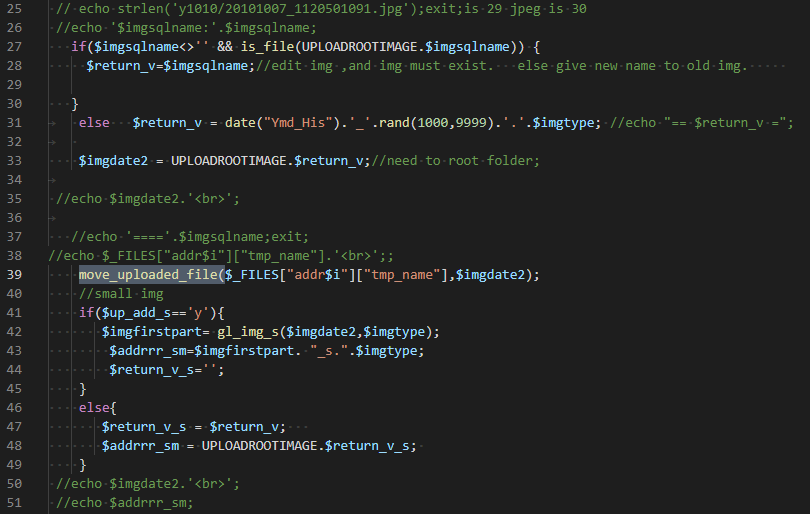 25 // echo strlen('y1010/20101007_1120501091.jpg');exit;is 29 jpeg is 30
26 //echo '$imgsqlname:'.$imgsqlname;
27 if($imgsqlname<>'' && is_file(UPLOADROOTIMAGE.$imgsqlname)) {
28 $return_v=$imgsqlname;//edit img ,and img must exist. else give new name to old img.
29
30 }
31 else $return_v = date("Ymd_His").'_'.rand(1000,9999).'.'.$imgtype; //echo "== $return_v =";
32
33 $imgdate2 = UPLOADROOTIMAGE.$return_v;//need to root folder;
34
35 //echo $imgdate2.'<br>';
36
37 //echo '===='.$imgsqlname;exit;
38 //echo $_FILES["addr$i"]["tmp_name"].'<br>';;
39 move_uploaded_file($_FILES["addr$i"]["tmp_name"],$imgdate2);
40 //small img
41 if($up_add_s=='y'){
42 $imgfirstpart= gl_img_s($imgdate2,$imgtype);
43 $addrrr_sm=$imgfirstpart. "_s.".$imgtype;
44 $return_v_s='';
45 }
46 else{
47 $return_v_s = $return_v;
48 $addrrr_sm = UPLOADROOTIMAGE.$return_v_s;
49 }
50 //echo $imgdate2.'<br>';
51 //echo $addrrr_sm;